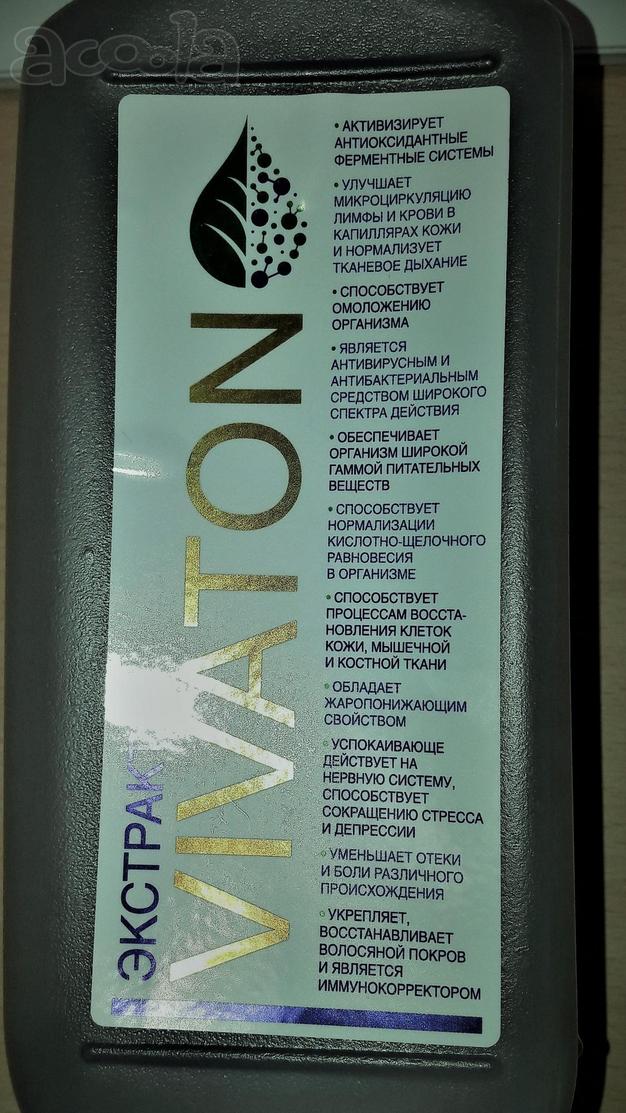 acoola
ЭКСТРАКТ
VIVATON
• АКТИВИЗИРУЕТ
АНТИОКСИДАНТНЫЕ
ФЕРМЕНТНЫЕ СИСТЕМЫ
• УЛУЧШАЕТ
МИКРОЦИРКУЛЯЦИЮ
ЛИМФЫ И КРОВИ В
КАПИЛЛЯРАХ КОЖИ
И НОРМАЛИЗУЕТ
ТКАНЕВОЕ ДЫХАНИЕ
• СПОСОБСТВУЕТ
ОМОЛОЖЕНИЮ
ОРГАНИЗМА
• ЯВЛЯЕТСЯ
АНТИВИРУСНЫМ И
АНТИБАКТЕРИАЛЬНЫМ
СРЕДСТВОМ ШИРОКОГО
СПЕКТРА ДЕЙСТВИЯ
• ОБЕСПЕЧИВАЕТ
ОРГАНИЗМ ШИРОКОЙ
ГАММОЙ ПИТАТЕЛЬНЫХ
ВЕЩЕСТВ
• СПОСОБСТВУЕТ
НОРМАЛИЗАЦИИ
КИСЛОТНО-ЩЕЛОЧНОГО
РАВНОВЕСИЯ
В ОРГАНИЗМЕ
• СПОСОБСТВУЕТ
ПРОЦЕССАМ ВОССТА-
НОВЛЕНИЯ КЛЕТОК
КОЖИ, МЫШЕЧНОЙ
И КОСТНОЙ ТКАНИ
• ОБЛАДАЕТ
ЖАРОПОНИЖАЮЩИМ
СВОЙСТВОМ
• УСПОКАИВАЮЩЕ
ДЕЙСТВУЕТ НА
НЕРВНУЮ СИСТЕМУ,
СПОСОБСТВУЕТ
СОКРАЩЕНИЮ СТРЕССА
И ДЕПРЕССИИ
• УМЕНЬШАЕТ ОТЕКИ
И БОЛИ РАЗЛИЧНОГО
ПРОИСХОЖДЕНИЯ
• УКРЕПЛЯЕТ,
ВОССТАНАВЛИВАЕТ
ВОЛОСЯНОЙ ПОКРОВ
И ЯВЛЯЕТСЯ
ИММУНОКОРРЕКТОРОМ